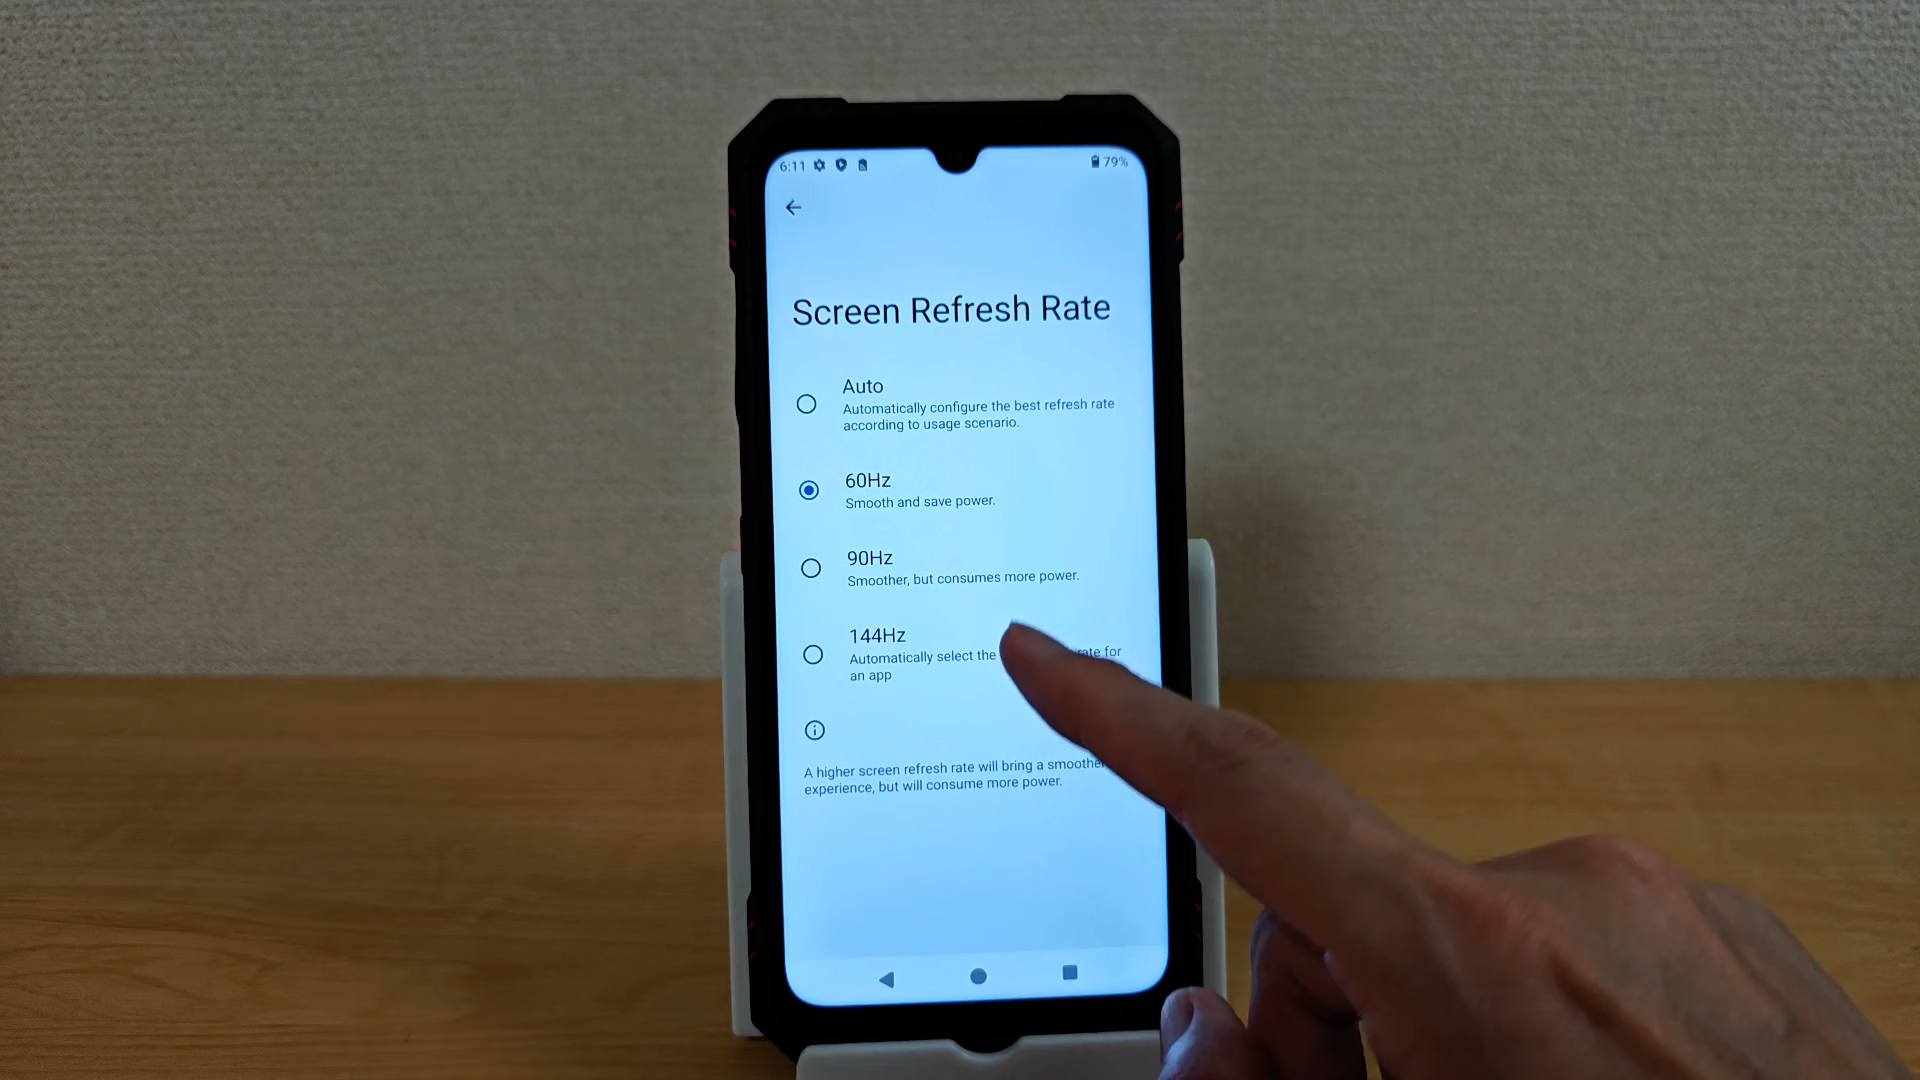 6:11 79%
Screen Refresh Rate
Auto
Automatically configure the best refresh rate
according to usage scenario.
60Hz
Smooth and save power.
90Hz
Smoother, but consumes more power.
144Hz
Automatically select the rate for
an app
A higher screen refresh rate will bring a smoother
experience, but will consume more power.